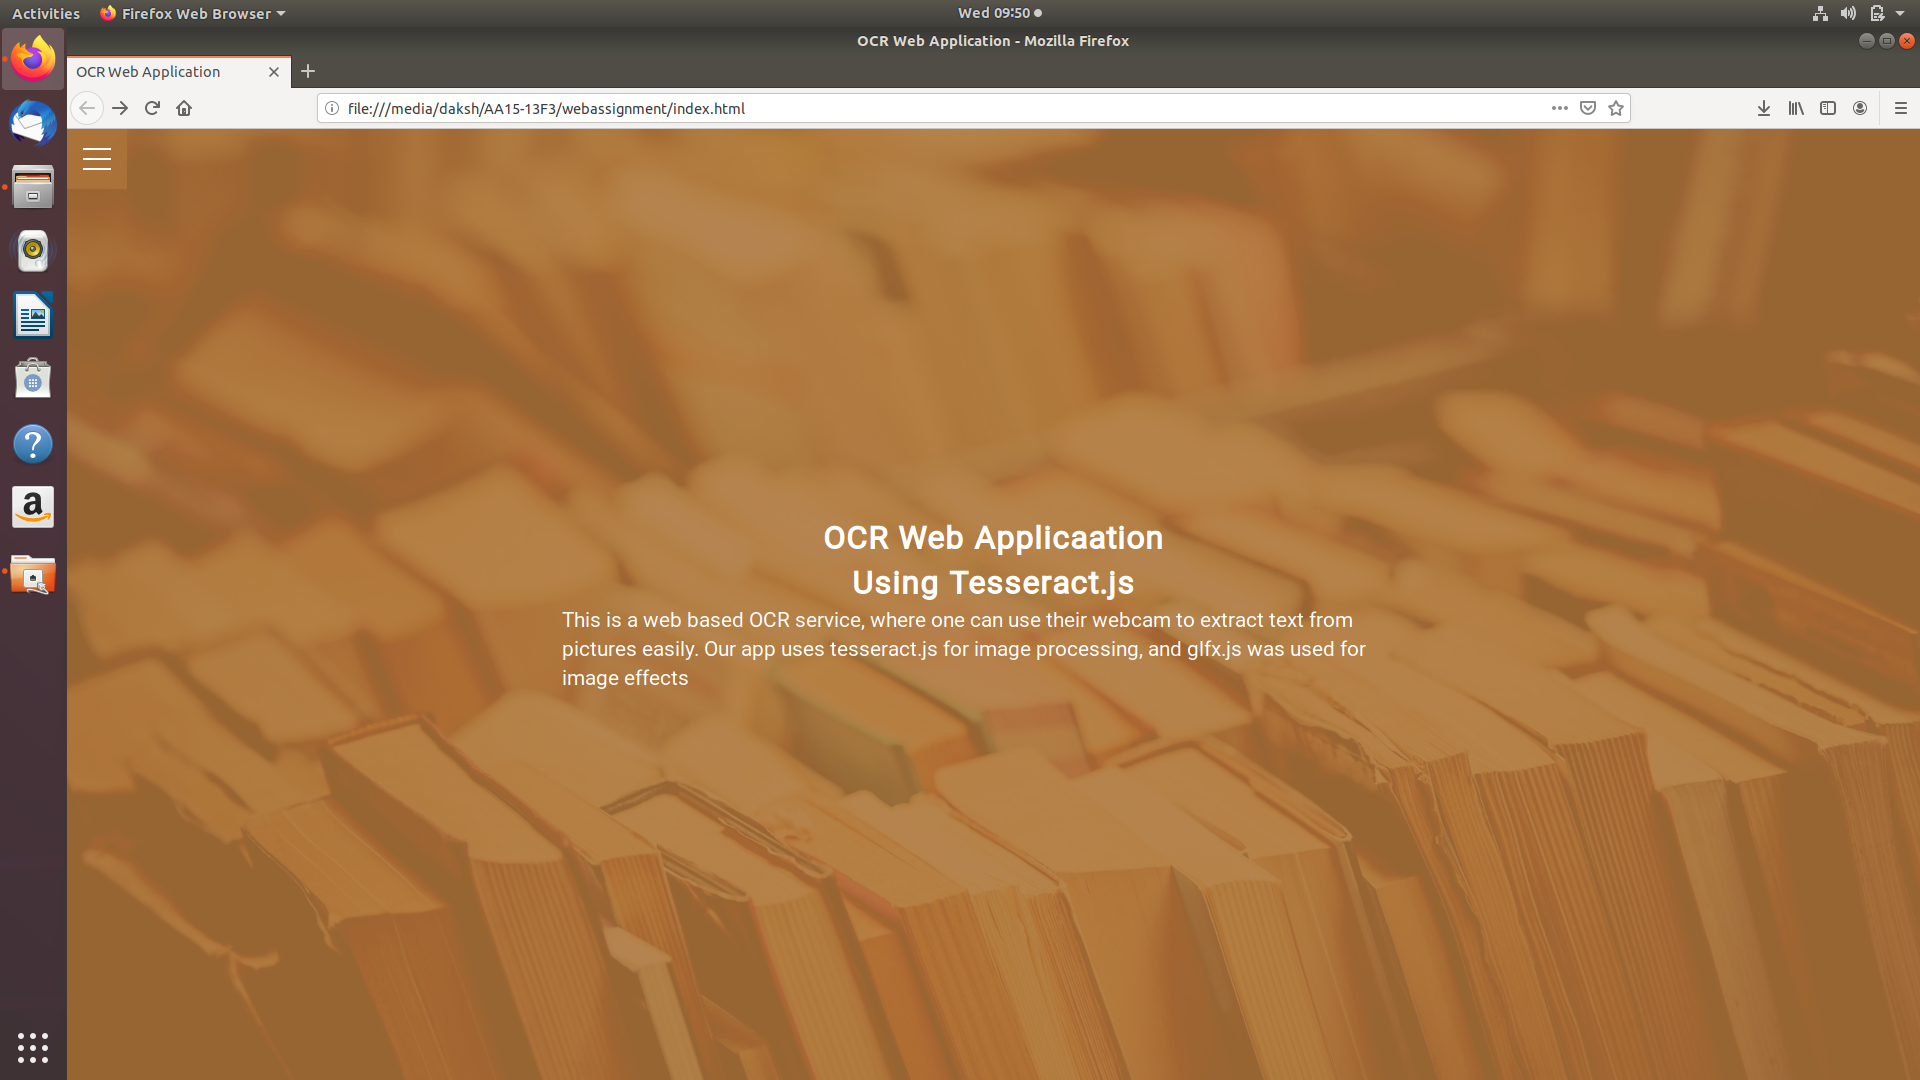 Activities
Firefox Web Browser
Wed 09:50
OCR Web Application - Mozilla Firefox
OCR Web Application
file:///media/daksh/AA15-13F3/webassignment/index.html
OCR Web Applicaation
Using Tesseract.js
This is a web based OCR service, where one can use their webcam to extract text from
pictures easily. Our app uses tesseract.js for image processing, and glfx.js was used for
image effects